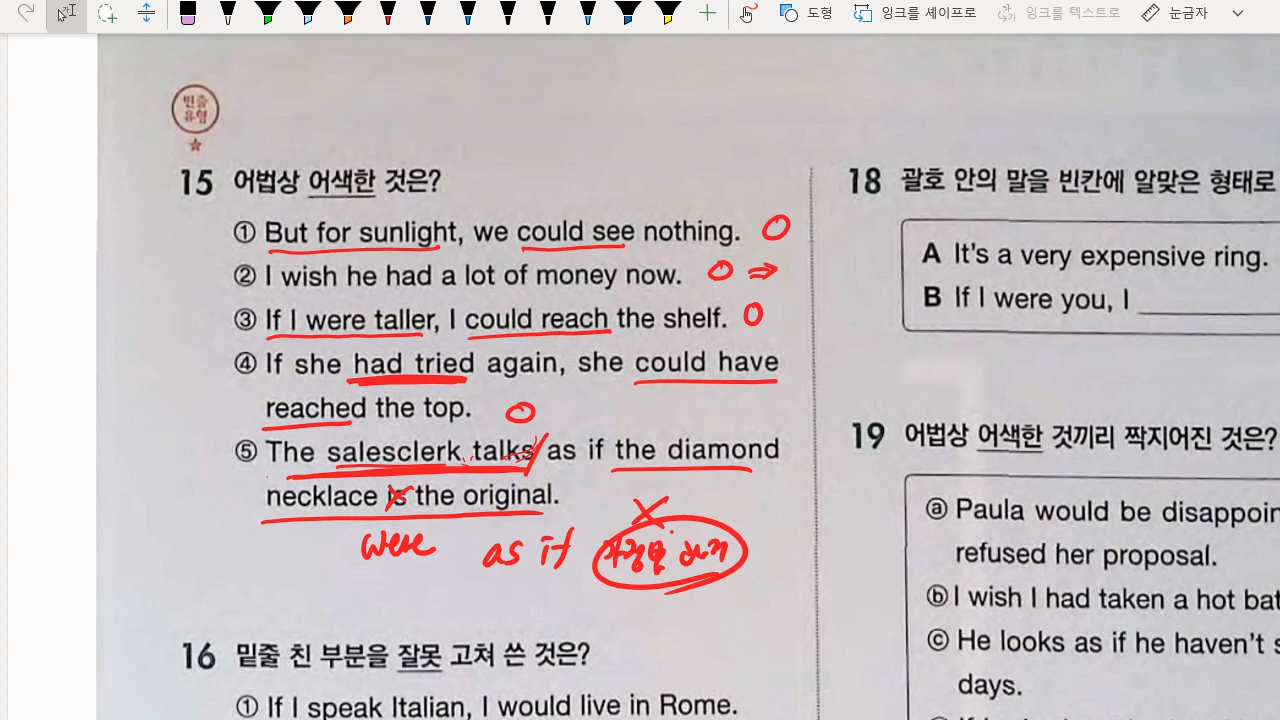 도형
잉크를 셰이프로
잉크를 텍스트로
눈금자
빈출
유형
15 어법상 어색한 것은?
① But for sunlight, we could see nothing. O
② I wish he had a lot of money now. O ⇒
③ If I were taller, I could reach the shelf. O
④ If she had tried again, she could have
reached the top. O
⑤ The salesclerk talks as if the diamond
necklace is the original. X
were as if
16 밑줄 친 부분을 잘못 고쳐 쓴 것은?
① If I speak Italian, I would live in Rome.
18 괄호 안의 말을 빈칸에 알맞은 형태로
A It's a very expensive ring.
B If I were you, I
19 어법상 어색한 것끼리 짝지어진 것은?
ⓐ Paula would be disappoin
refused her proposal.
ⓑ I wish I had taken a hot bat
ⓒ He looks as if he haven't s
days.